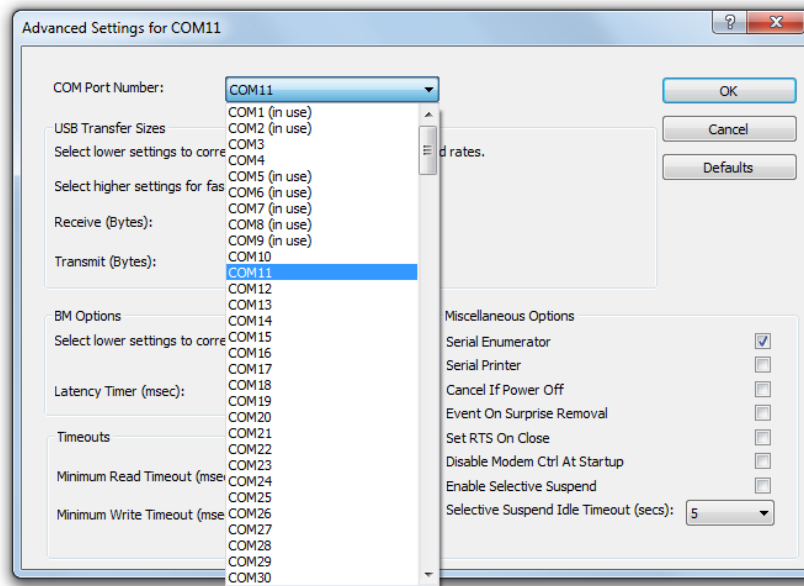 Advanced Settings for COM11
COM Port Number:
COM11
OK
Cancel
Defaults
COM1 (in use)
COM2 (in use)
COM3
COM4
COM5 (in use)
COM6 (in use)
COM7 (in use)
COM8 (in use)
COM9 (in use)
COM10
COM11
COM12
COM13
COM14
COM15
COM16
COM17
COM18
COM19
COM20
COM21
COM22
COM23
COM24
COM25
COM26
COM27
COM28
COM29
COM30
USB Transfer Sizes
Select lower settings to corre d rates.
Select higher settings for fas
Receive (Bytes):
Transmit (Bytes):
BM Options
Select lower settings to corre
Latency Timer (msec):
Timeouts
Minimum Read Timeout (mse
Minimum Write Timeout (mse
Miscellaneous Options
Serial Enumerator
Serial Printer
Cancel If Power Off
Event On Surprise Removal
Set RTS On Close
Disable Modem Ctrl At Startup
Enable Selective Suspend
Selective Suspend Idle Timeout (secs): 5